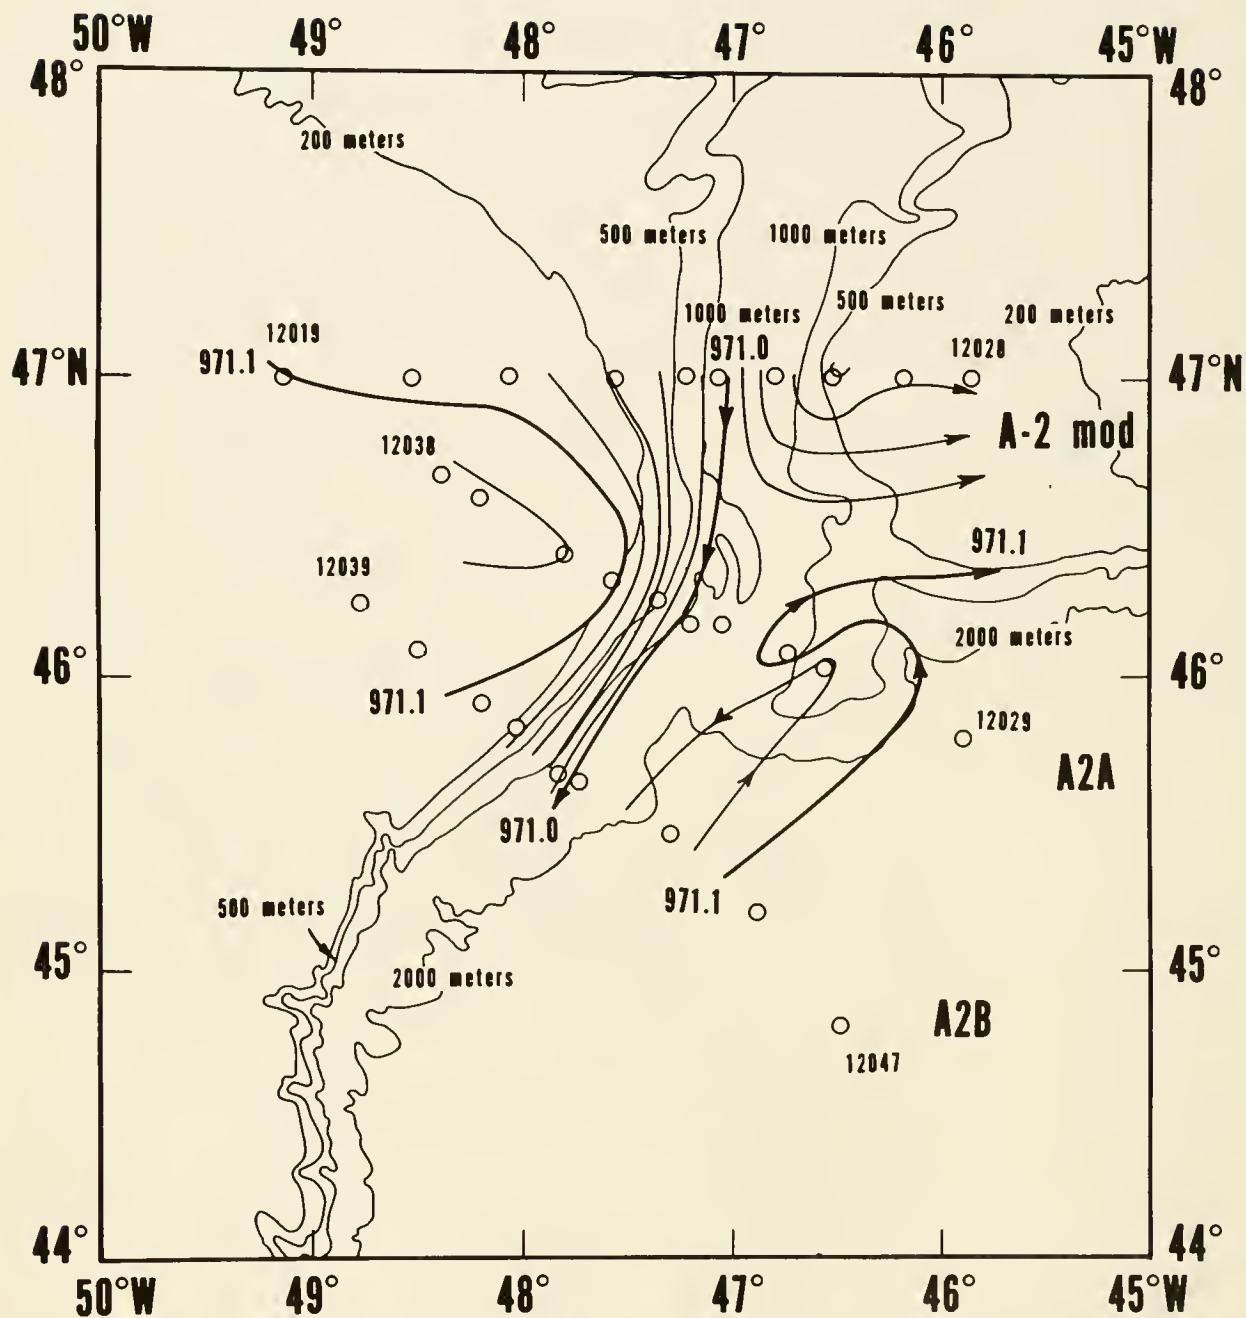 50°W 49° 48° 47° 46° 45°W
48° 48°
200 meters
500 meters 1000 meters
500 meters
1000 meters 200 meters
12019 971.0 12028
971.1
47°N 47°
A-2 mod
12038
12039 971.1
2000 meters
46° 46°
971.1
12029
A2A
971.0
971.1
500 meters
45° 45°
2000 meters
A2B
12047
44° 44°
50°W 49° 48° 47° 46° 45°W